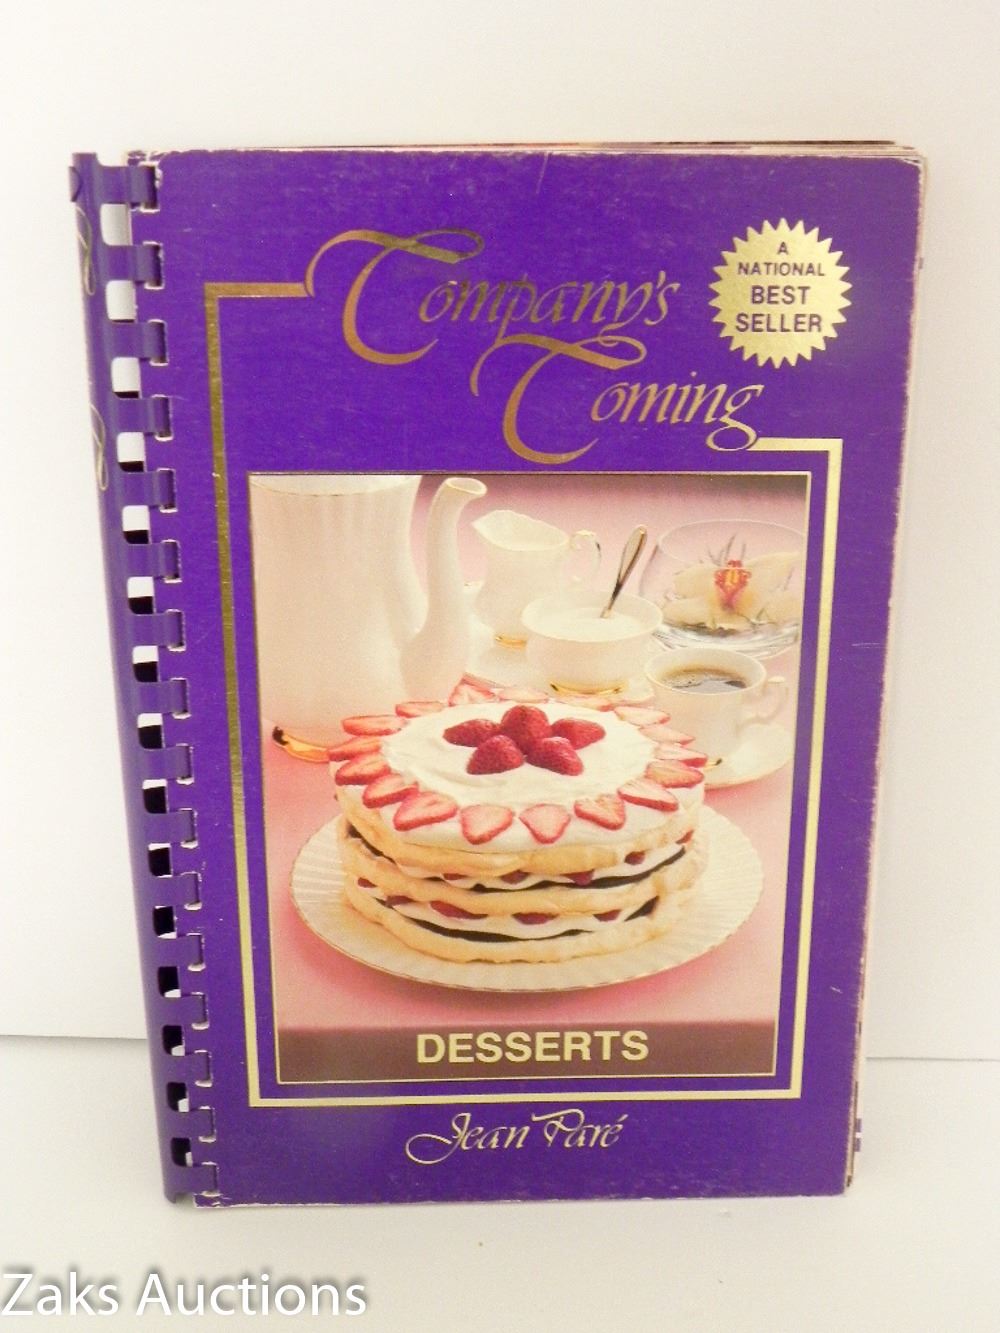 Company's
Coming
A
NATIONAL
BEST
SELLER
DESSERTS
Jean Paré
Zaks Auctions